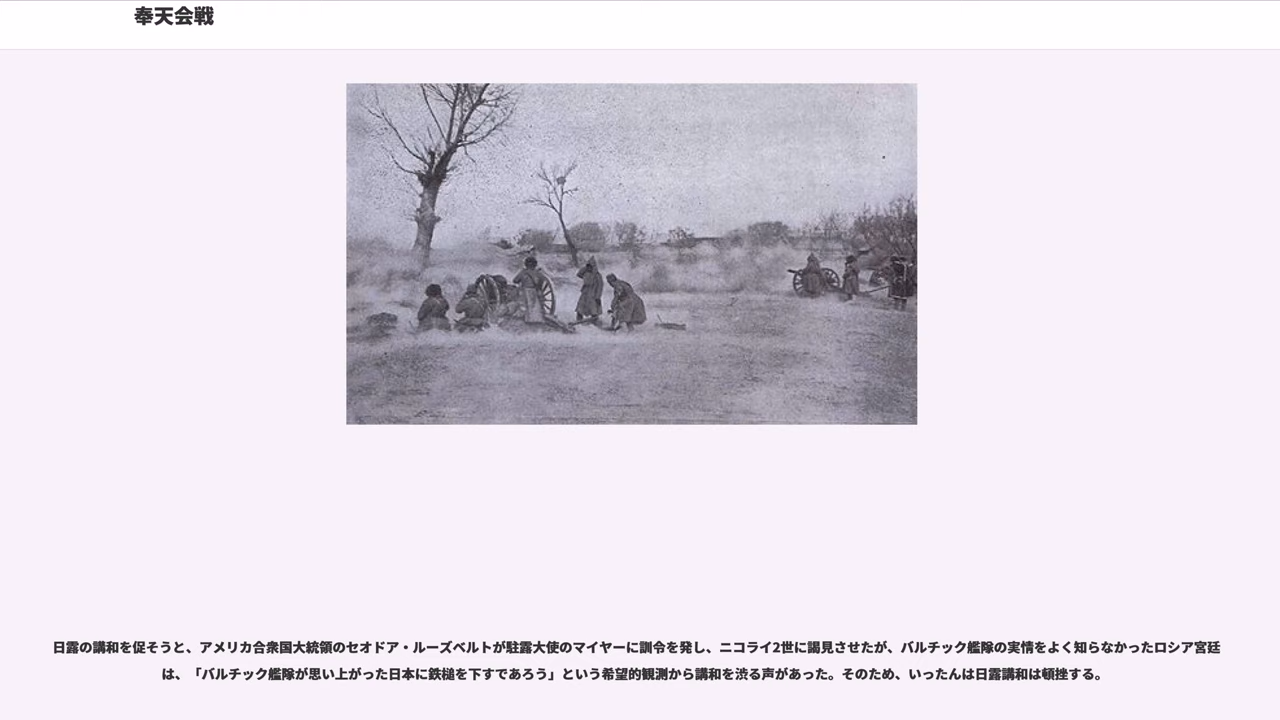 奉天会戦
日露の講和を促そうと、アメリカ合衆国大統領のセオドア・ルーズベルトが駐露大使のマイヤーに訓令を発し、ニコライ2世に謁見させたが、バルチック艦隊の実情をよく知らなかったロシア宮廷
は、「バルチック艦隊が思い上がった日本に鉄槌を下すであろう」という希望的観測から講和を渋る声があった。そのため、いったんは日露講和は頓挫する。